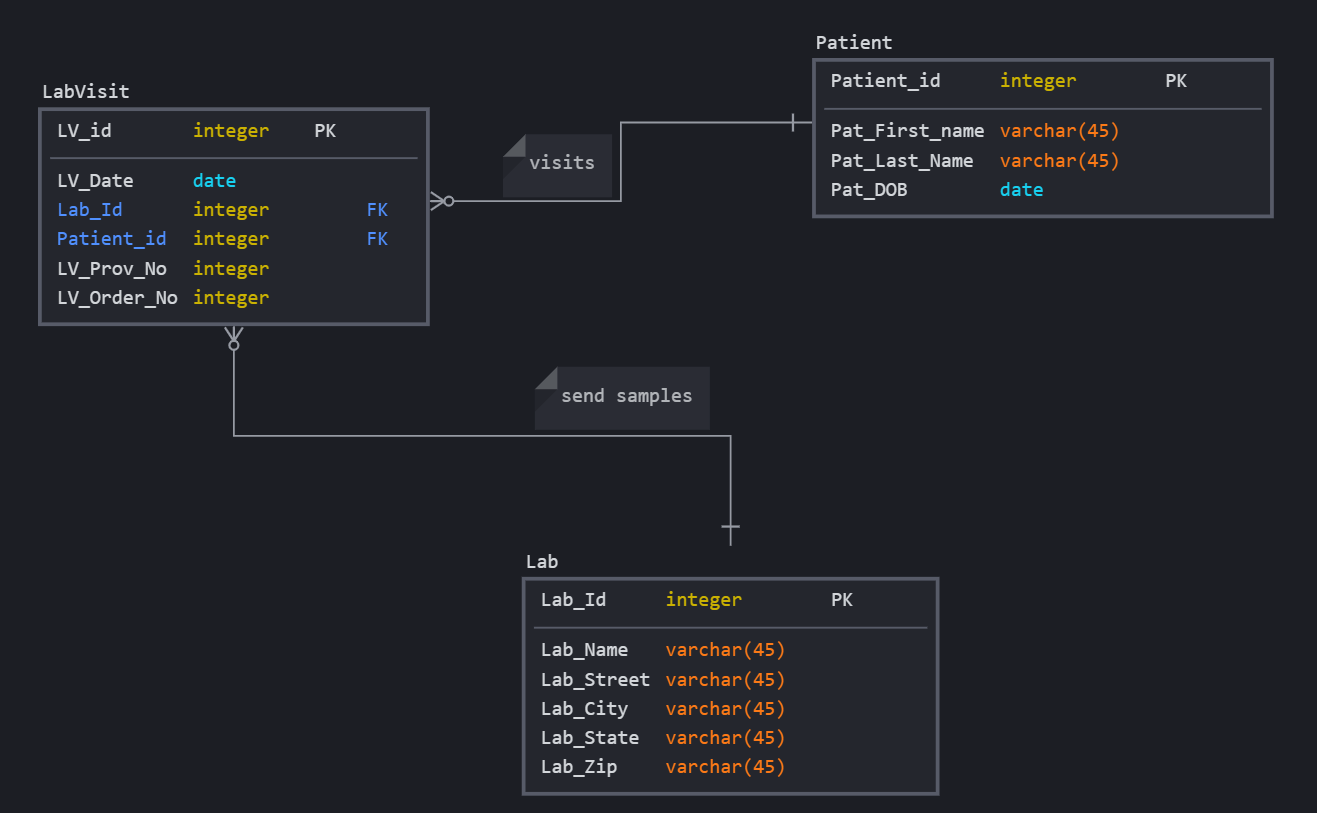 LabVisit
LV_id integer PK
LV_Date date
Lab_Id integer FK
Patient_id integer FK
LV_Prov_No integer
LV_Order_No integer
visits
Patient
Patient_id integer PK
Pat_First_name varchar(45)
Pat_Last_Name varchar(45)
Pat_DOB date
send samples
Lab
Lab_Id integer PK
Lab_Name varchar(45)
Lab_Street varchar(45)
Lab_City varchar(45)
Lab_State varchar(45)
Lab_Zip varchar(45)